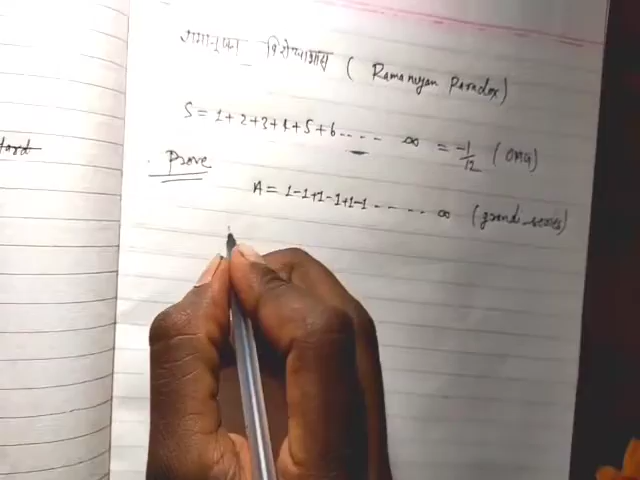 रामानुजन विरोधाभास ( Ramanujan Paradox)
S = 1+2+3+4+5+6.... ∞ = -1/12 (OMG)
Prove
A = 1-1+1-1+1-1 ...... ∞ (grand series)